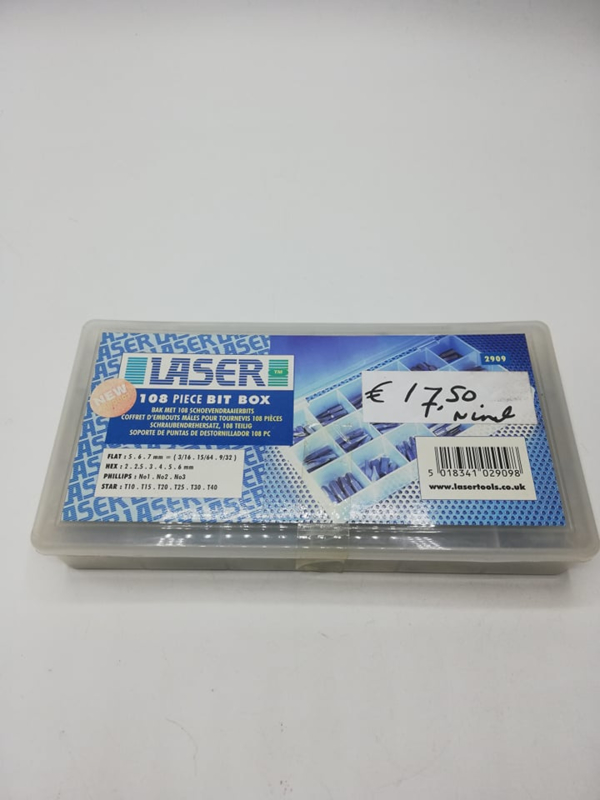 LASER™
108 PIECE BIT BOX
BAK MET 108 SCHOEVENDRAAIERBITS
COFFRET D'EMBOUTS MÂLES POUR TOURNEVIS 108 PIÈCES
SCHRAUBENDREHERSATZ, 108 TEILIG
SOPORTE DE PUNTAS DE DESTORNILLADOR 108 PC
NEW
FLAT : 5 . 6 . 7 mm = ( 3/16 . 15/64 . 9/32 )
HEX : 2 . 2.5 . 3 . 4 . 5 . 6 mm
PHILLIPS : No1 . No2 . No3
STAR : T10 . T15 . T20 . T25 . T30 . T40
2909
€ 17,50
5 018341 029098
www.lasertools.co.uk